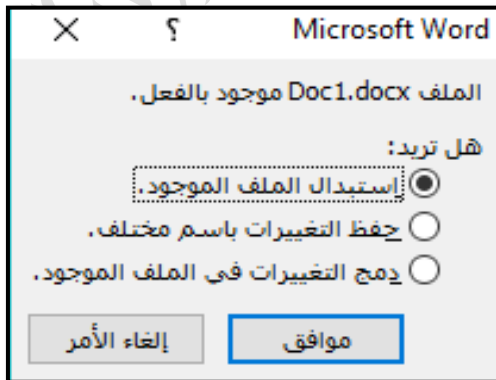 Microsoft Word ؟ ×
الملف Doc1.docx موجود بالفعل.
هل تريد:
إستبدال الملف الموجود.
حفظ التغييرات باسم مختلف.
دمج التغييرات في الملف الموجود.
موافق إلغاء الأمر